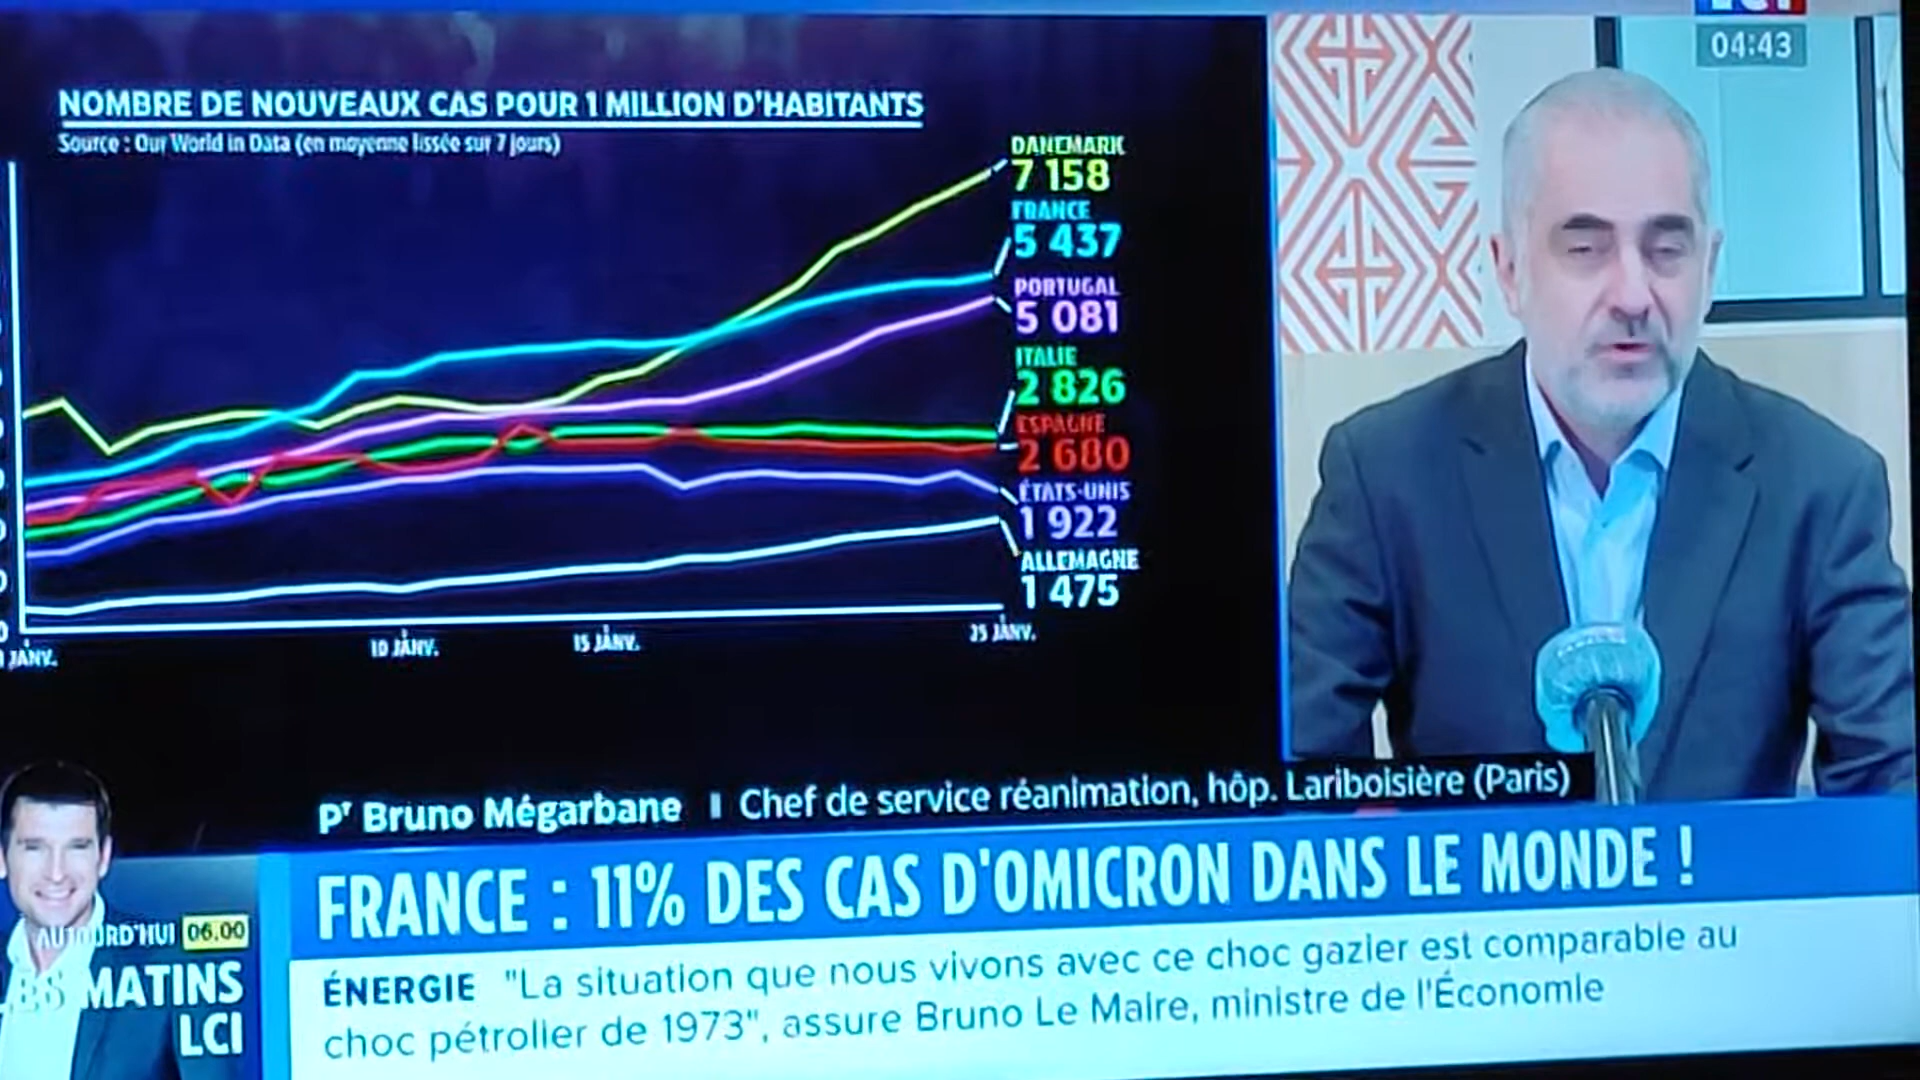 LCI
04:43
NOMBRE DE NOUVEAUX CAS POUR 1 MILLION D'HABITANTS
Source : Our World in Data (en moyenne lissée sur 7 jours)
DANEMARK
7 158
FRANCE
5 437
PORTUGAL
5 081
ITALIE
2 826
ESPAGNE
2 680
ÉTATS-UNIS
1 922
ALLEMAGNE
1 475
JANV.
10 JANV.
15 JANV.
25 JANV.
Pr Bruno Mégarbane | Chef de service réanimation, hôp. Lariboisière (Paris)
FRANCE : 11% DES CAS D'OMICRON DANS LE MONDE !
AUJOURD'HUI 06.00
LES MATINS
LCI
ÉNERGIE "La situation que nous vivons avec ce choc gazier est comparable au
choc pétrolier de 1973", assure Bruno Le Maire, ministre de l'Économie